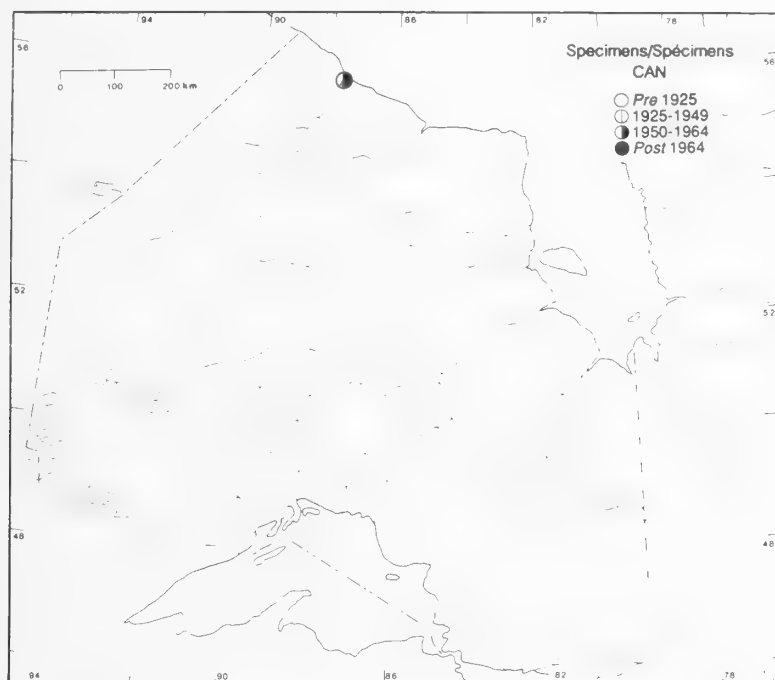 94 90 86 82 78
56 56
Specimens/Spécimens
CAN
0 100 200 km
Pre 1925
1925-1949
1950-1964
Post 1964
52 52
48 48
94 90 86 82 78